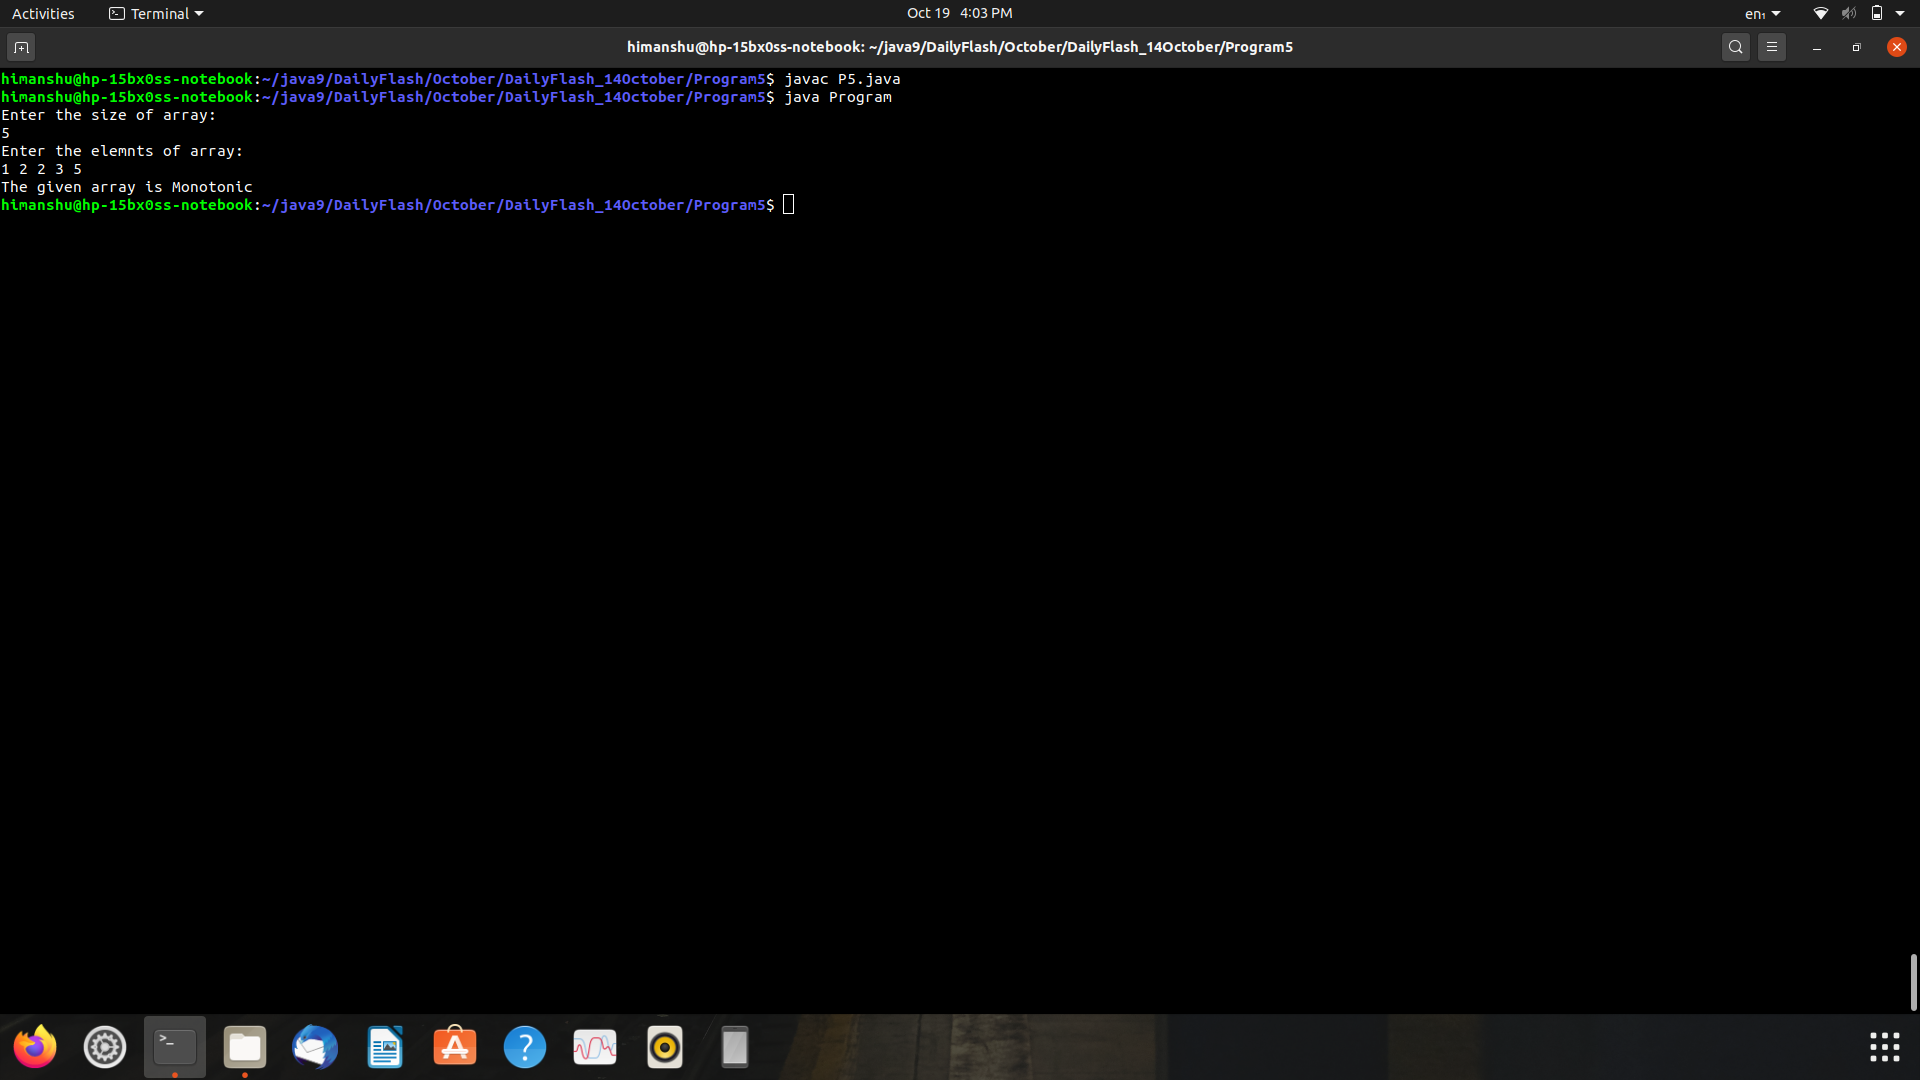 Activities Terminal Oct 19 4:03 PM en₁
himanshu@hp-15bx0ss-notebook: ~/java9/DailyFlash/October/DailyFlash_14October/Program5
himanshu@hp-15bx0ss-notebook:~/java9/DailyFlash/October/DailyFlash_14October/Program5$ javac P5.java
himanshu@hp-15bx0ss-notebook:~/java9/DailyFlash/October/DailyFlash_14October/Program5$ java Program
Enter the size of array:
5
Enter the elemnts of array:
1 2 2 3 5
The given array is Monotonic
himanshu@hp-15bx0ss-notebook:~/java9/DailyFlash/October/DailyFlash_14October/Program5$